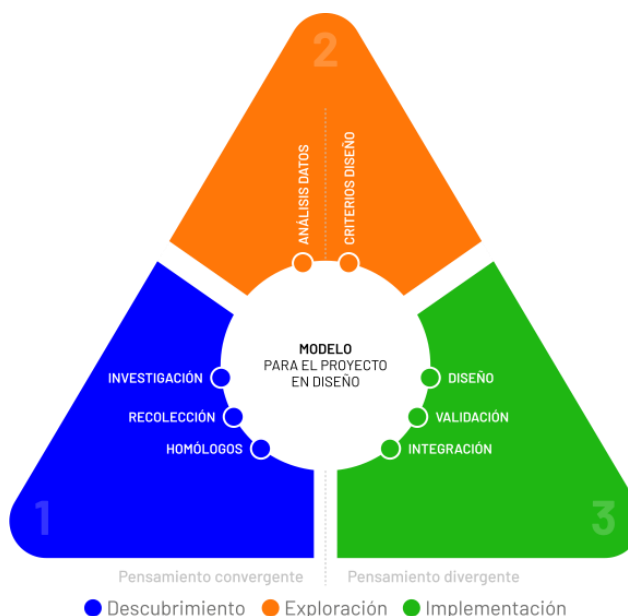 2
ANÁLISIS DATOS
CRITERIOS DISEÑO
MODELO
PARA EL PROYECTO
EN DISEÑO
INVESTIGACIÓN
RECOLECCIÓN
HOMÓLOGOS
DISEÑO
VALIDACIÓN
INTEGRACIÓN
1
3
Pensamiento convergente
Pensamiento divergente
Descubrimiento
Exploración
Implementación